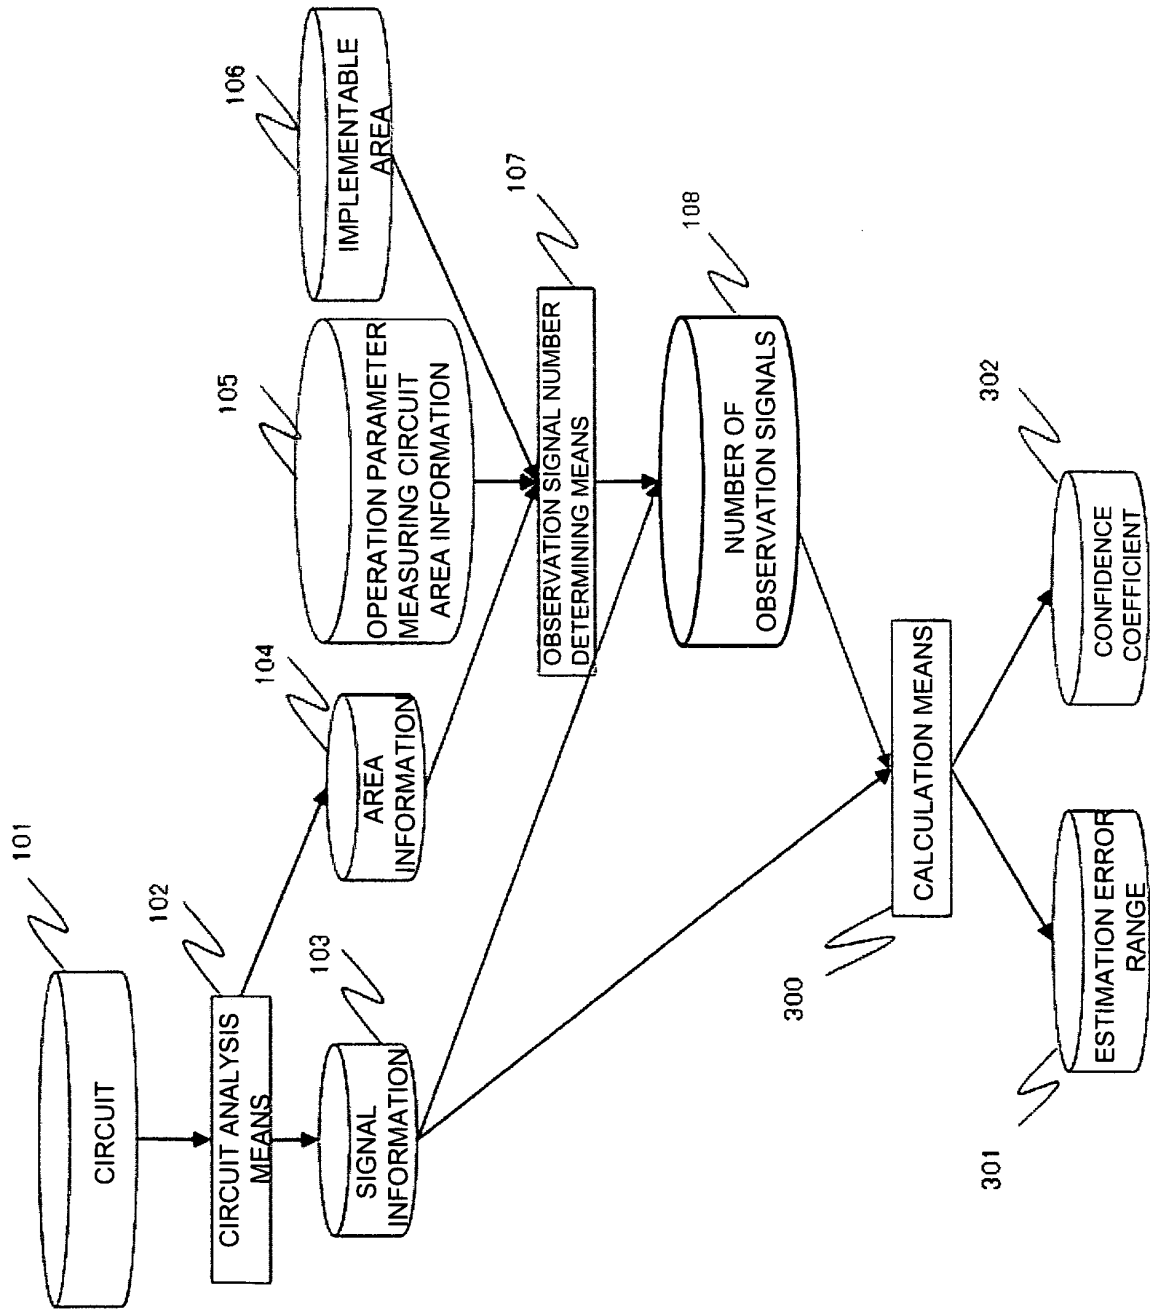 101
CIRCUIT
102
CIRCUIT ANALYSIS
MEANS
103
SIGNAL
INFORMATION
104
AREA
INFORMATION
105
OPERATION PARAMETER
MEASURING CIRCUIT
AREA INFORMATION
106
IMPLEMENTABLE
AREA
107
OBSERVATION SIGNAL NUMBER
DETERMINING MEANS
108
NUMBER OF
OBSERVATION SIGNALS
300
CALCULATION MEANS
301
ESTIMATION ERROR
RANGE
302
CONFIDENCE
COEFFICIENT